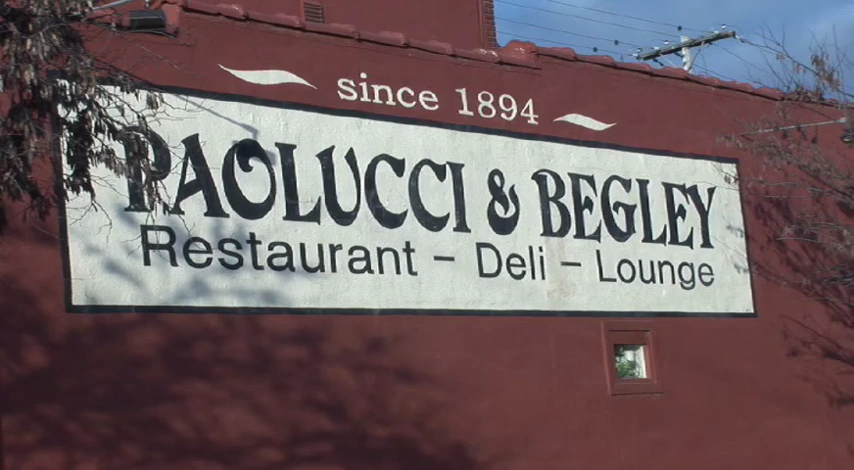 since 1894
PAOLUCCI & BEGLEY
Restaurant – Deli – Lounge